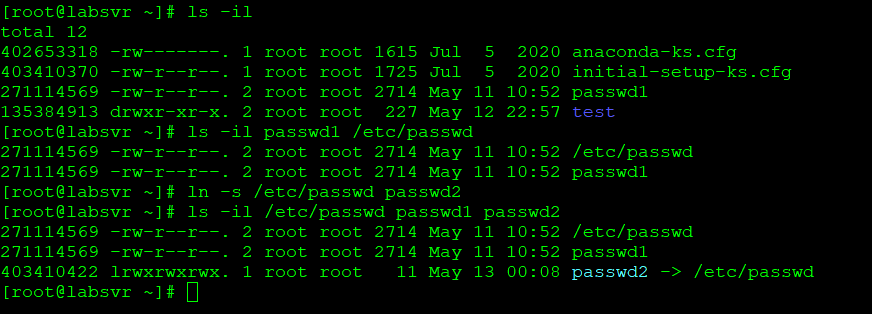 [root@labsvr ~]# ls -il
total 12
402653318 -rw-------. 1 root root 1615 Jul  5  2020 anaconda-ks.cfg
403410370 -rw-r--r--. 1 root root 1725 Jul  5  2020 initial-setup-ks.cfg
271114569 -rw-r--r--. 2 root root 2714 May 11 10:52 passwd1
135384913 drwxr-xr-x. 2 root root  227 May 12 22:57 test
[root@labsvr ~]# ls -il passwd1 /etc/passwd
271114569 -rw-r--r--. 2 root root 2714 May 11 10:52 /etc/passwd
271114569 -rw-r--r--. 2 root root 2714 May 11 10:52 passwd1
[root@labsvr ~]# ln -s /etc/passwd passwd2
[root@labsvr ~]# ls -il /etc/passwd passwd1 passwd2
271114569 -rw-r--r--. 2 root root 2714 May 11 10:52 /etc/passwd
271114569 -rw-r--r--. 2 root root 2714 May 11 10:52 passwd1
403410422 lrwxrwxrwx. 1 root root   11 May 13 00:08 passwd2 -> /etc/passwd
[root@labsvr ~]#